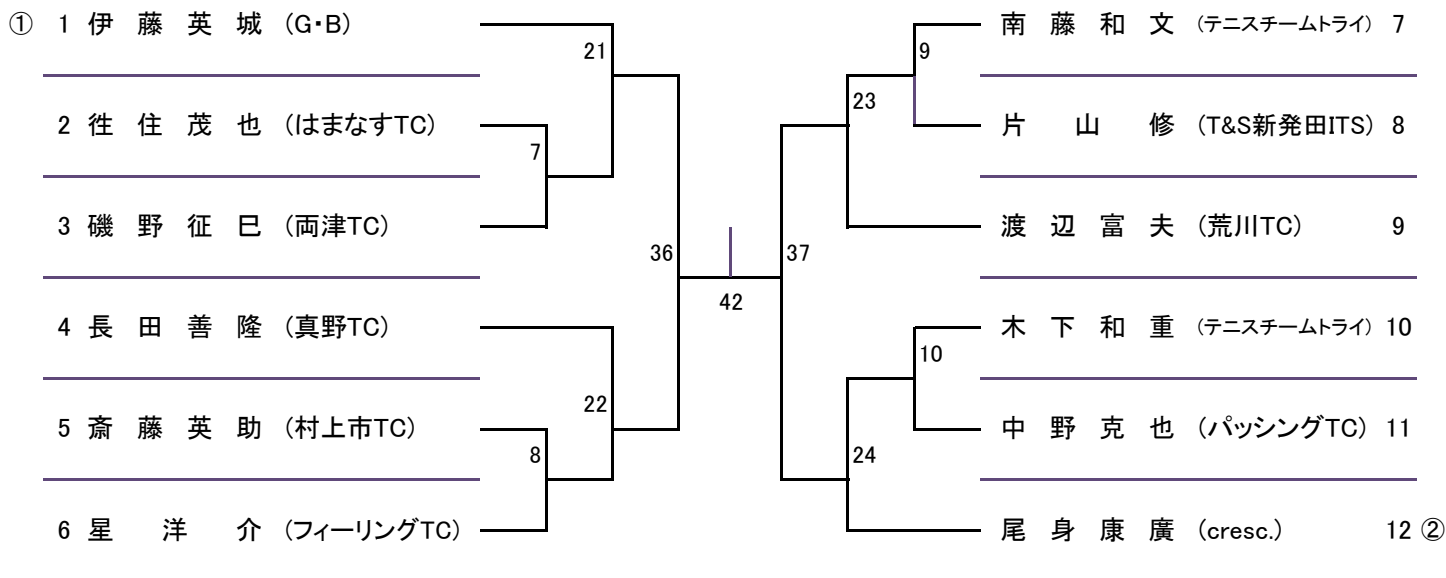 ① 1 伊藤英城 (G・B)
21
2 徃住茂也 (はまなすTC)
7
3 磯野征巳 (両津TC)
36
4 長田善隆 (真野TC)
22
5 斎藤英助 (村上市TC)
8
6 星洋介 (フィーリングTC)
42
南藤和文 (テニスチームトライ) 7
9
23
片山修 (T&S新発田ITS) 8
渡辺富夫 (荒川TC) 9
37
木下和重 (テニスチームトライ) 10
10
中野克也 (パッシングTC) 11
24
尾身康廣 (cresc.) 12 ②